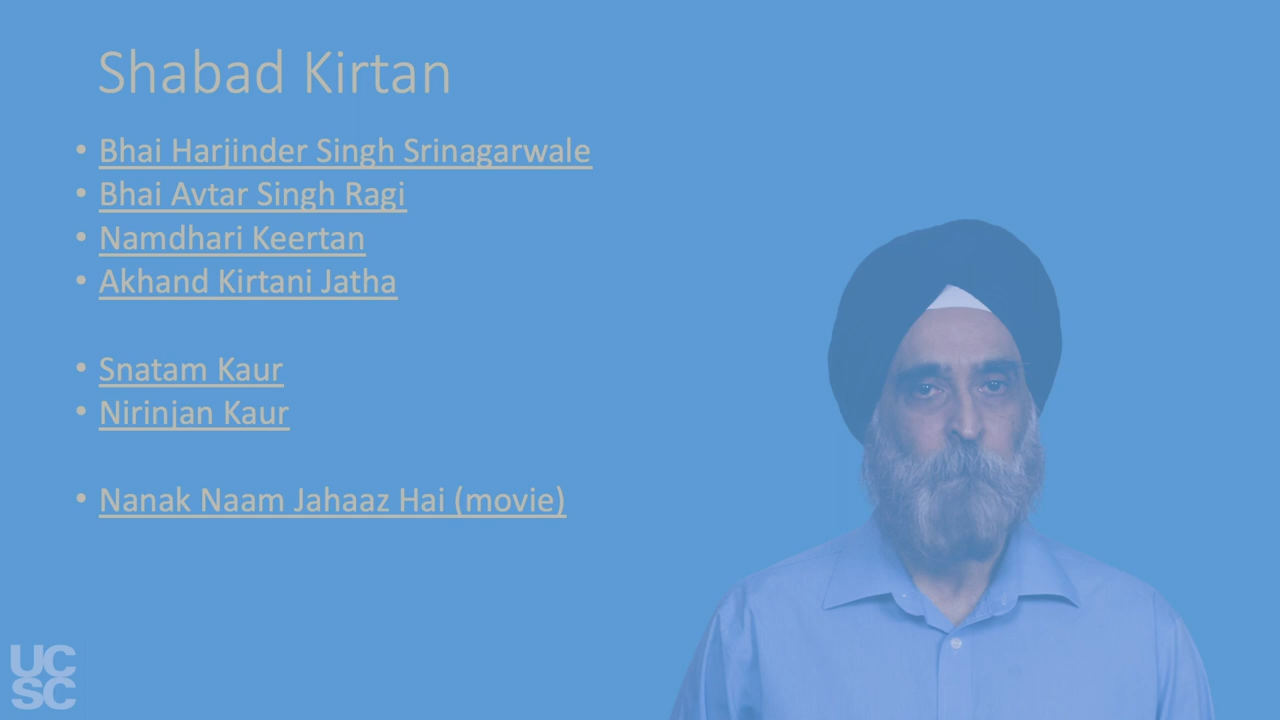 Shabad Kirtan
• Bhai Harjinder Singh Srinagarwale
• Bhai Avtar Singh Ragi
• Namdhari Keertan
• Akhand Kirtani Jatha
• Snatam Kaur
• Nirinjan Kaur
• Nanak Naam Jahaaz Hai (movie)
UC
SC